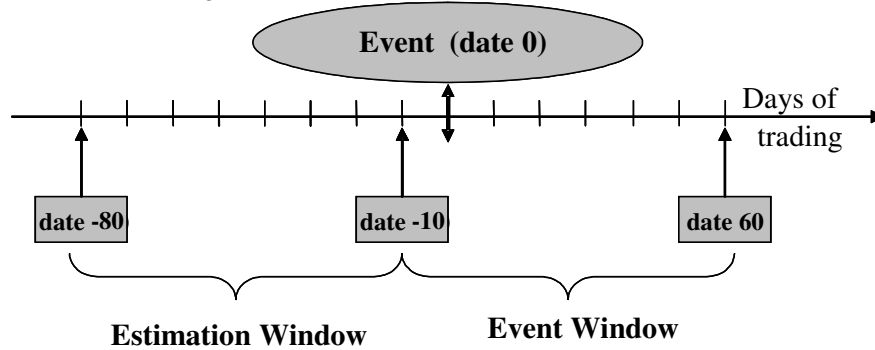 Event (date 0)
Days of
trading
date -80)
date -10)
date 60
Estimation Window
Event Window